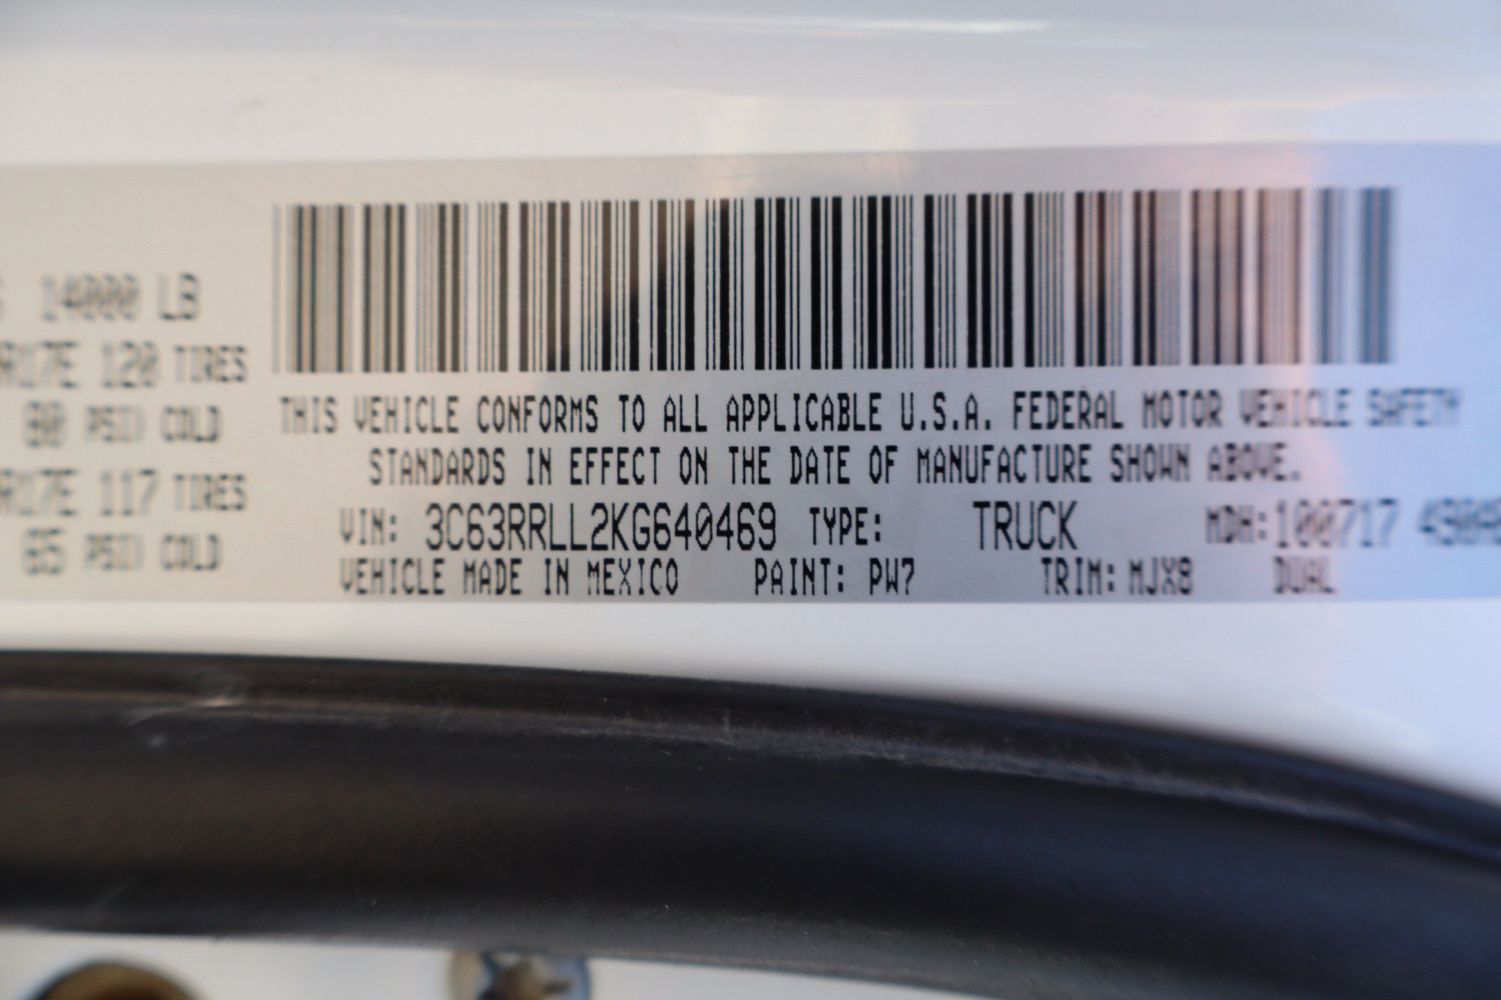 14000 LB
R17E 120 TIRES
80 PSI) COLD
R17E 117 TIRES
65 PSI) COLD
THIS VEHICLE CONFORMS TO ALL APPLICABLE U.S.A. FEDERAL MOTOR VEHICLE SAFETY
STANDARDS IN EFFECT ON THE DATE OF MANUFACTURE SHOWN ABOVE.
VIN: 3C63RRLL2KG640469 TYPE: TRUCK MDH: 100717
VEHICLE MADE IN MEXICO PAINT: PW7 TRIM: MJX8 DUAL